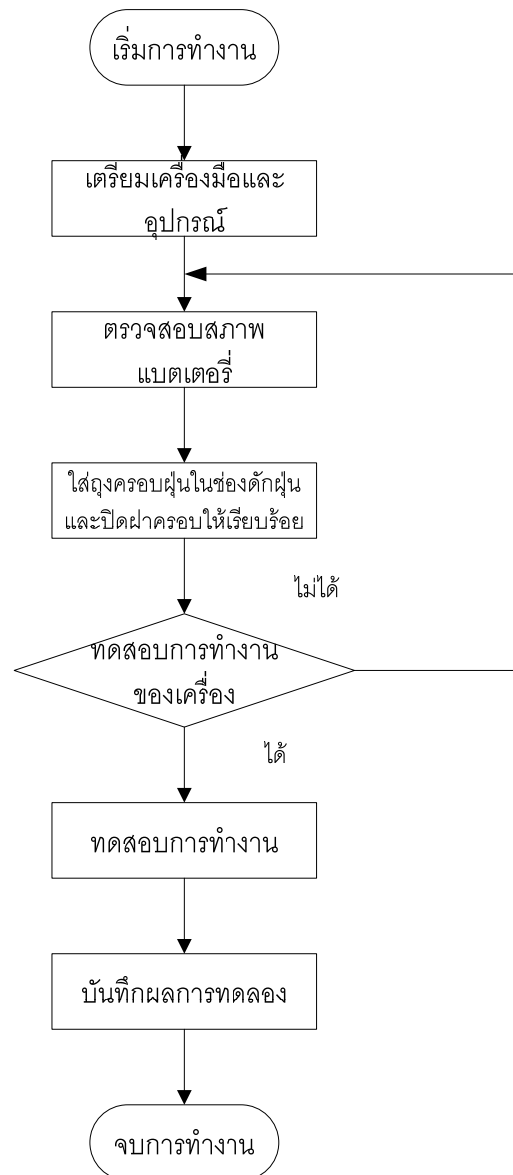 เริ่มการทำงาน
เตรียมเครื่องมือและ
อุปกรณ์
ตรวจสอบสภาพ
แบตเตอรี่
ใส่ถุงครอบฝุ่นในช่องดักฝุ่น
และปิดฝาครอบให้เรียบร้อย
ไม่ได้
ทดสอบการทำงาน
ของเครื่อง
ได้
ทดสอบการทำงาน
บันทึกผลการทดลอง
จบการทำงาน